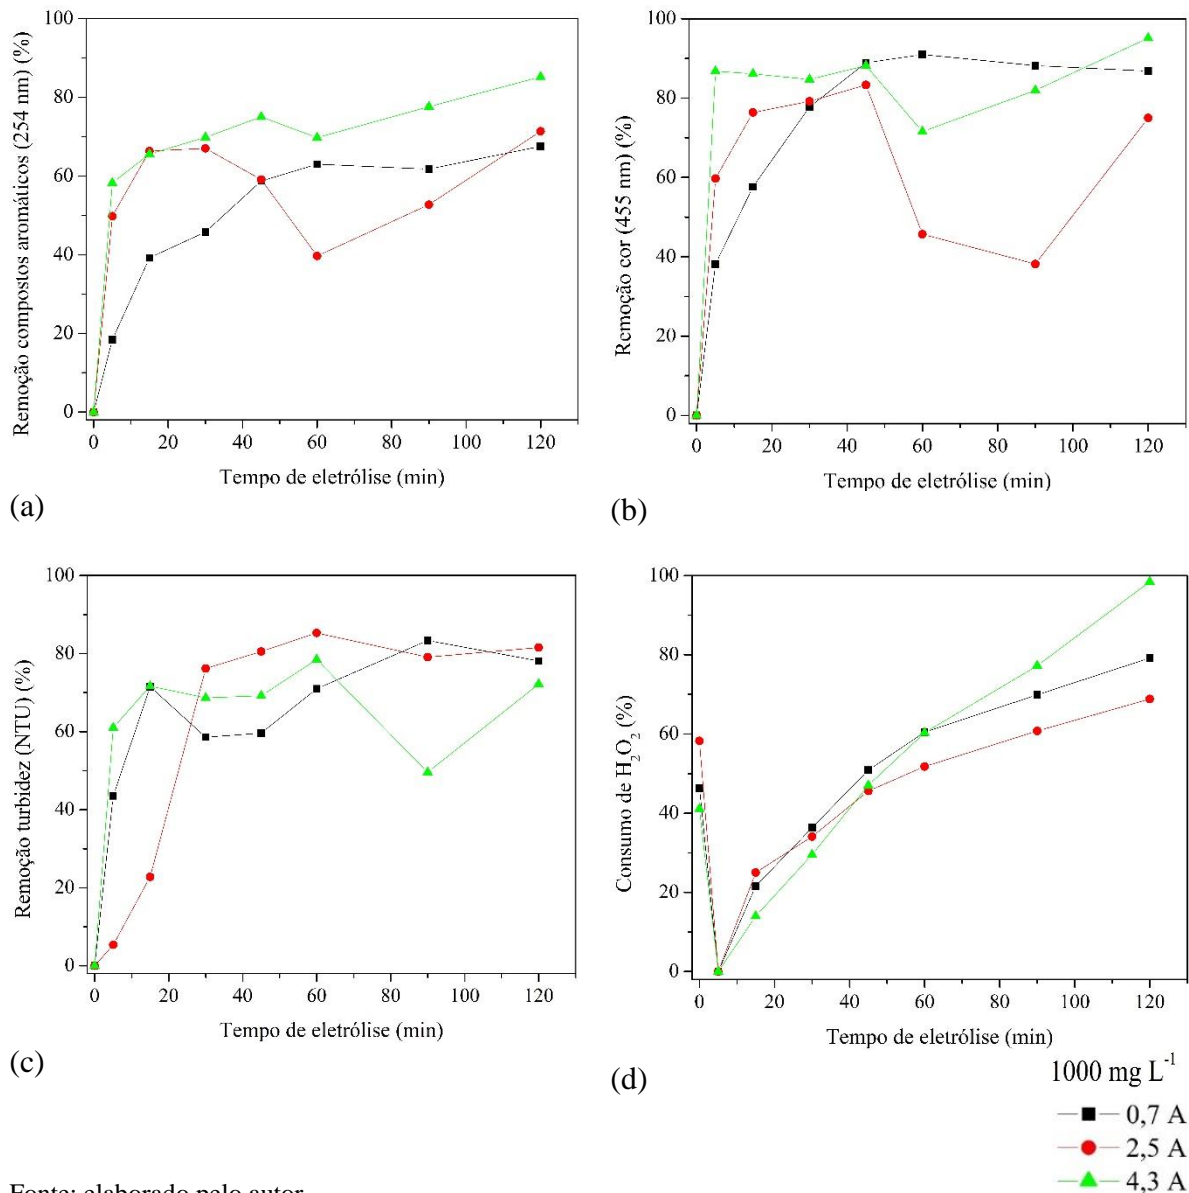 100
80
60
40
20
0
Remoção compostos aromáticos (254 nm) (%)
0 20 40 60 80 100 120
Tempo de eletrólise (min)
(a)
100
80
60
40
20
0
Remoção cor (455 nm) (%)
0 20 40 60 80 100 120
Tempo de eletrólise (min)
(b)
100
80
60
40
20
0
Remoção turbidez (NTU) (%)
0 20 40 60 80 100 120
Tempo de eletrólise (min)
(c)
100
80
60
40
20
0
Consumo de H₂O₂ (%)
0 20 40 60 80 100 120
Tempo de eletrólise (min)
(d)
1000 mg L⁻¹
0,7 A
2,5 A
4,3 A
Fonte: elaborado pelo autor